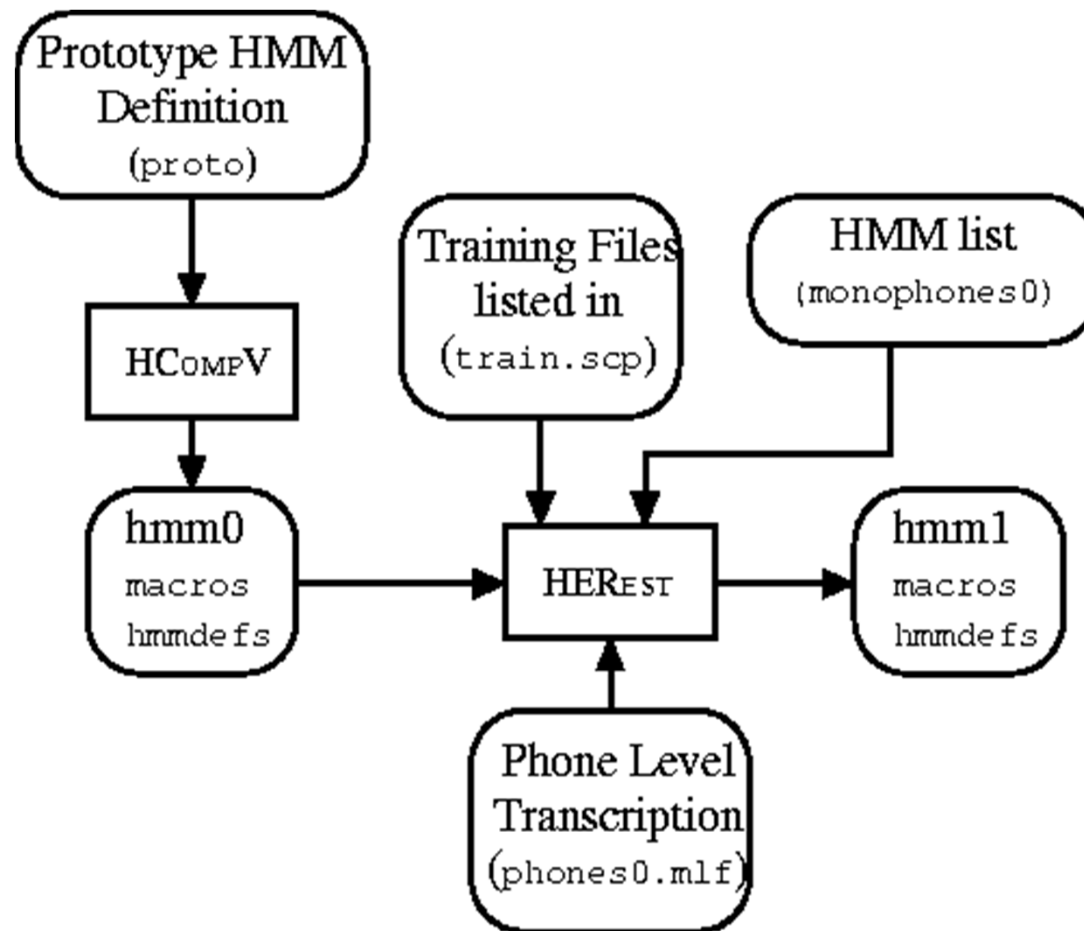 Prototype HMM
Definition
(proto)
HCOMPV
Training Files
listed in
(train.scp)
HMM list
(monophones0)
hmm0
macros
hmmdefs
HEREST
hmm1
macros
hmmdefs
Phone Level
Transcription
(phones0.mlf)